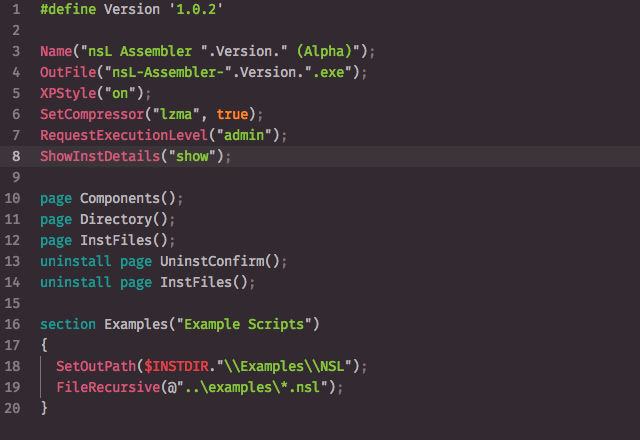 1 #define Version '1.0.2'
2
3 Name("nsL Assembler ".Version." (Alpha)");
4 OutFile("nsL-Assembler-".Version.".exe");
5 XPStyle("on");
6 SetCompressor("lzma", true);
7 RequestExecutionLevel("admin");
8 ShowInstDetails("show");
9
10 page Components();
11 page Directory();
12 page InstFiles();
13 uninstall page UninstConfirm();
14 uninstall page InstFiles();
15
16 section Examples("Example Scripts")
17 {
18   SetOutPath($INSTDIR."\\Examples\\NSL");
19   FileRecursive(@"..\examples\*.nsl");
20 }